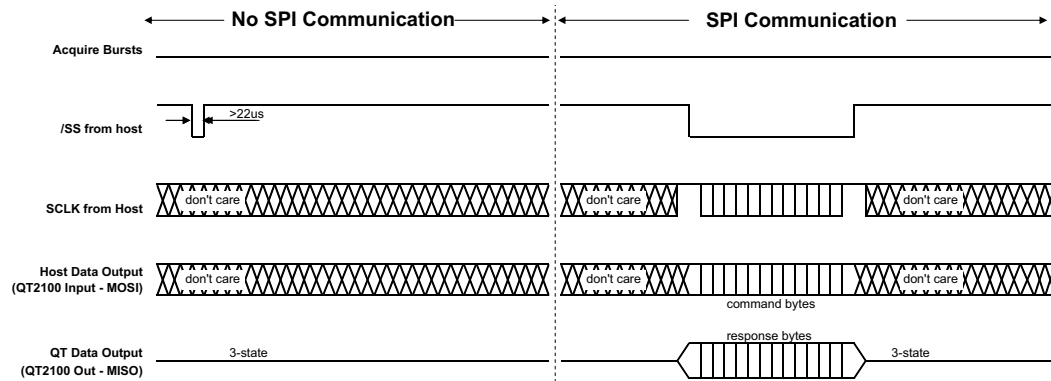 No SPI Communication
SPI Communication
Acquire Bursts
/SS from host
>22us
SCLK from Host
don't care
don't care
don't care
Host Data Output
(QT2100 Input - MOSI)
don't care
don't care
don't care
command bytes
response bytes
QT Data Output
(QT2100 Out - MISO)
3-state
3-state